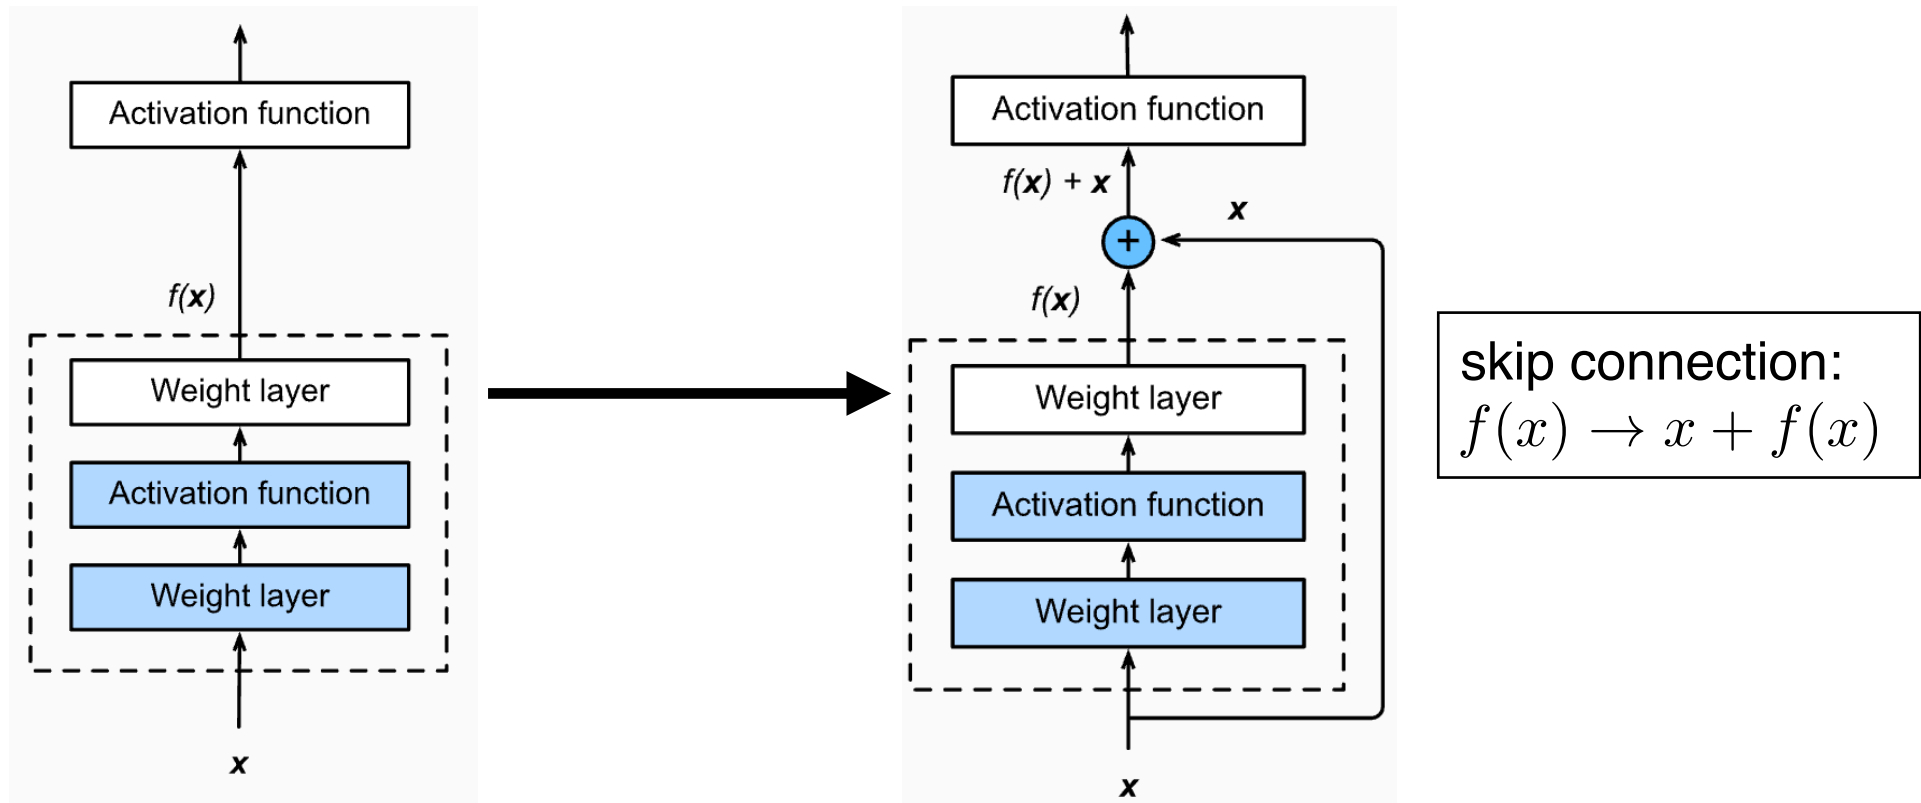 Activation function
f(x)
Weight layer
Activation function
Weight layer
x
Activation function
f(x) + x
x
+
f(x)
Weight layer
Activation function
Weight layer
x
skip connection:
f(x) → x + f(x)